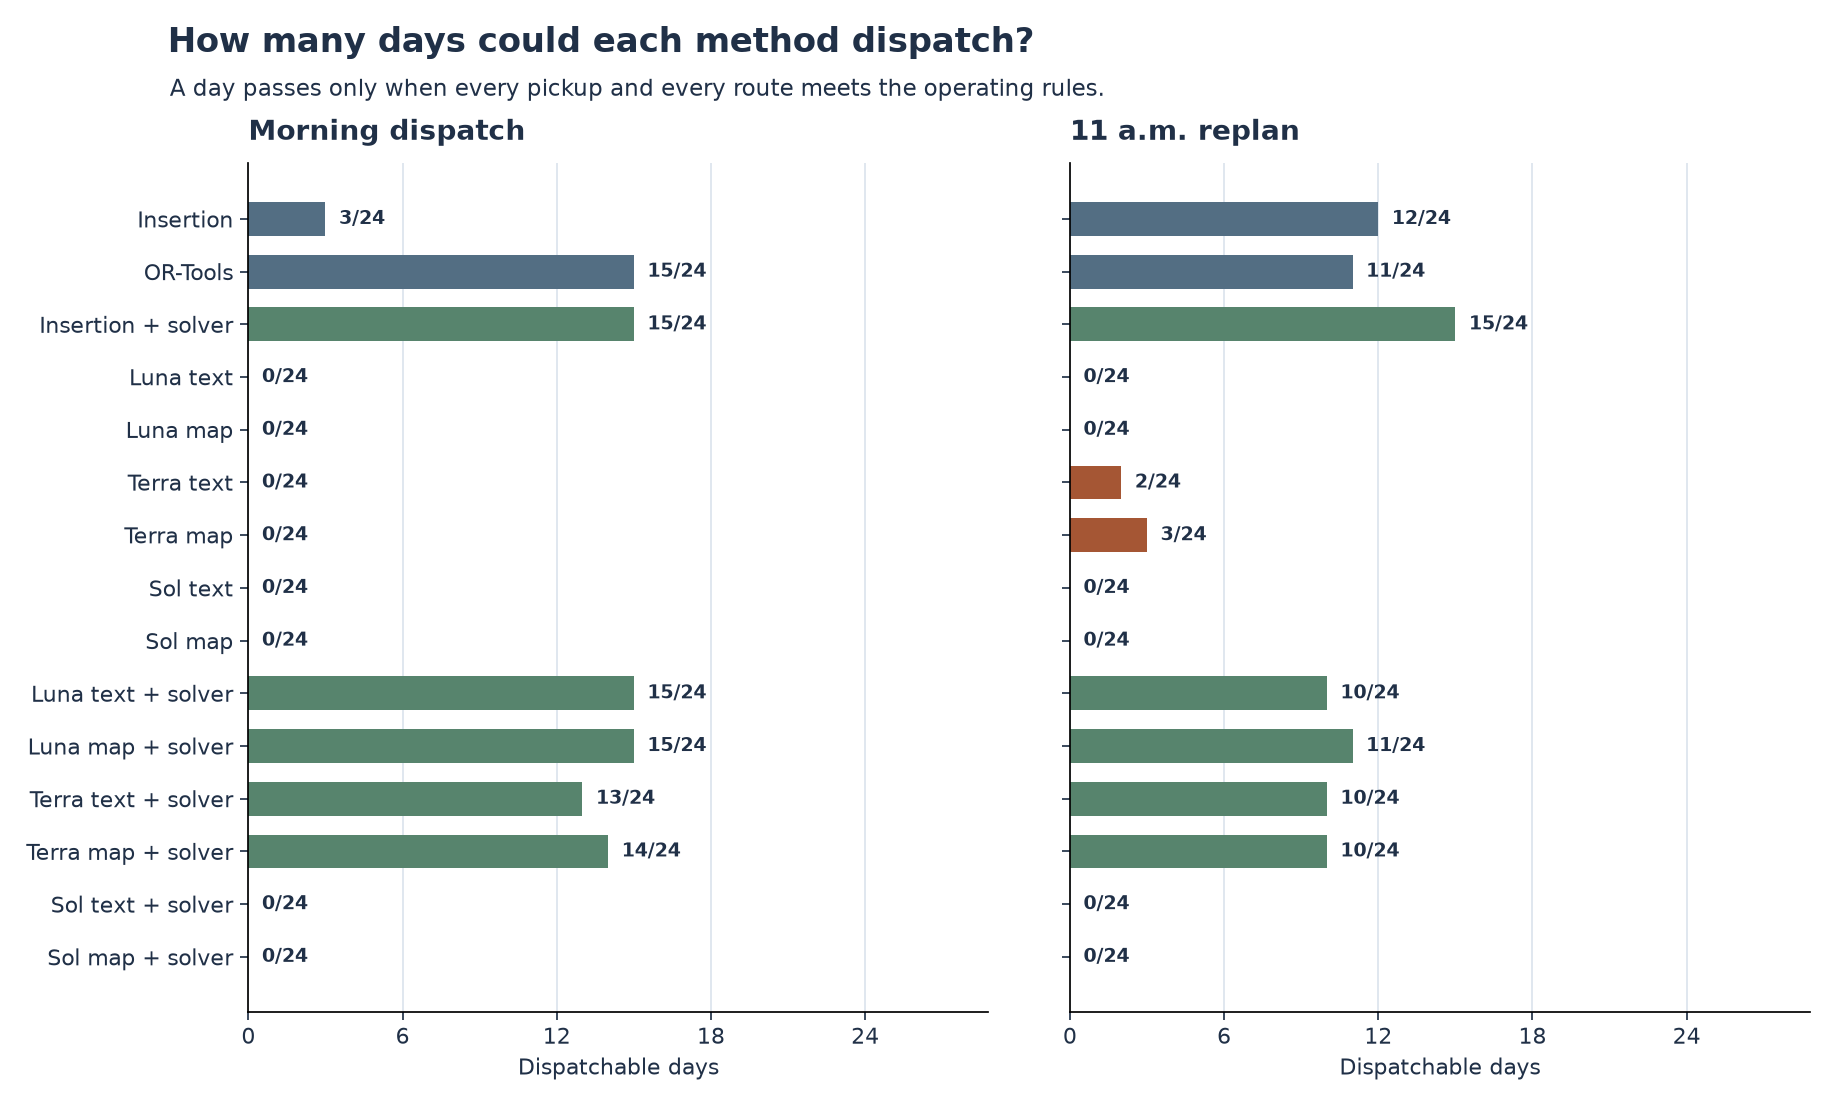 How many days could each method dispatch?
A day passes only when every pickup and every route meets the operating rules.
Morning dispatch
Insertion 3/24
OR-Tools 15/24
Insertion + solver 15/24
Luna text 0/24
Luna map 0/24
Terra text 0/24
Terra map 0/24
Sol text 0/24
Sol map 0/24
Luna text + solver 15/24
Luna map + solver 15/24
Terra text + solver 13/24
Terra map + solver 14/24
Sol text + solver 0/24
Sol map + solver 0/24
0 6 12 18 24
Dispatchable days
11 a.m. replan
12/24
11/24
15/24
0/24
0/24
2/24
3/24
0/24
0/24
10/24
11/24
10/24
10/24
0/24
0/24
0 6 12 18 24
Dispatchable days